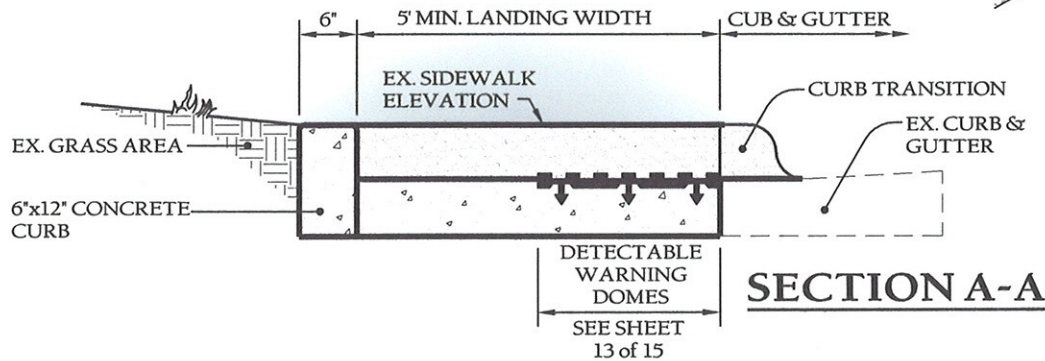 6" 5' MIN. LANDING WIDTH CUB & GUTTER
EX. SIDEWALK
ELEVATION
CURB TRANSITION
EX. CURB &
GUTTER
EX. GRASS AREA
6"x12" CONCRETE
CURB
DETECTABLE
WARNING
DOMES
SEE SHEET
13 of 15
SECTION A-A